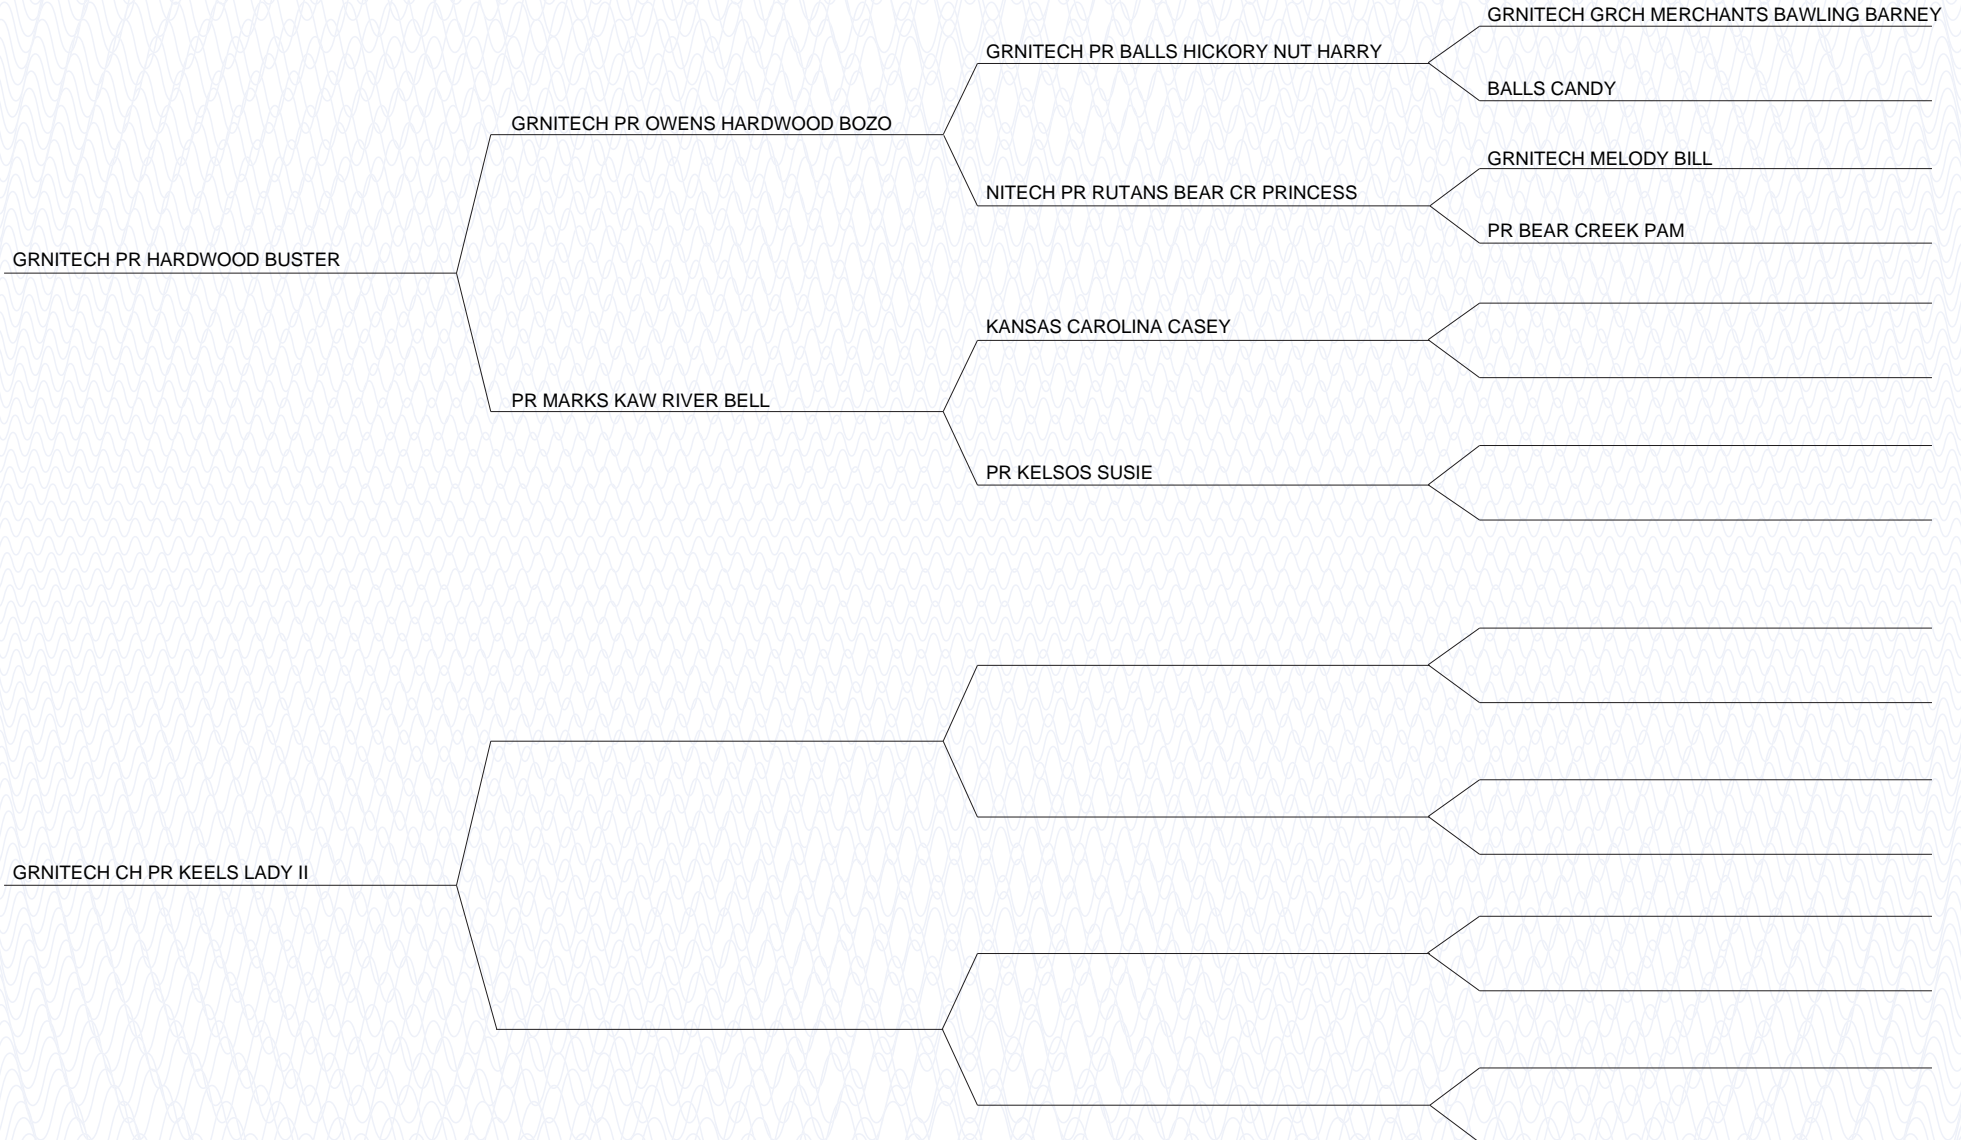 GRNITECH GRCH MERCHANTS BAWLING BARNEY
GRNITECH PR BALLS HICKORY NUT HARRY
BALLS CANDY
GRNITECH PR OWENS HARDWOOD BOZO
GRNITECH MELODY BILL
NITECH PR RUTANS BEAR CR PRINCESS
PR BEAR CREEK PAM
GRNITECH PR HARDWOOD BUSTER
KANSAS CAROLINA CASEY
PR MARKS KAW RIVER BELL
PR KELSOS SUSIE
GRNITECH CH PR KEELS LADY II